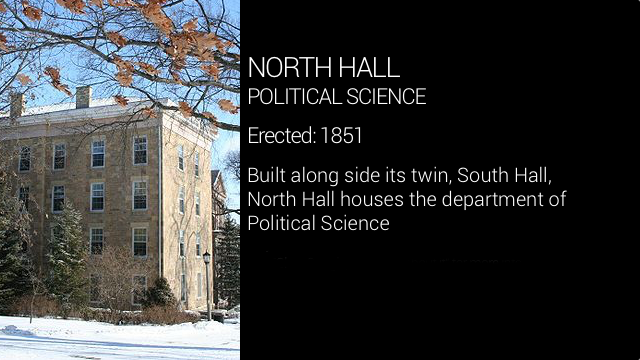 NORTH HALL
POLITICAL SCIENCE
Erected: 1851
Built along side its twin, South Hall,
North Hall houses the department of
Political Science